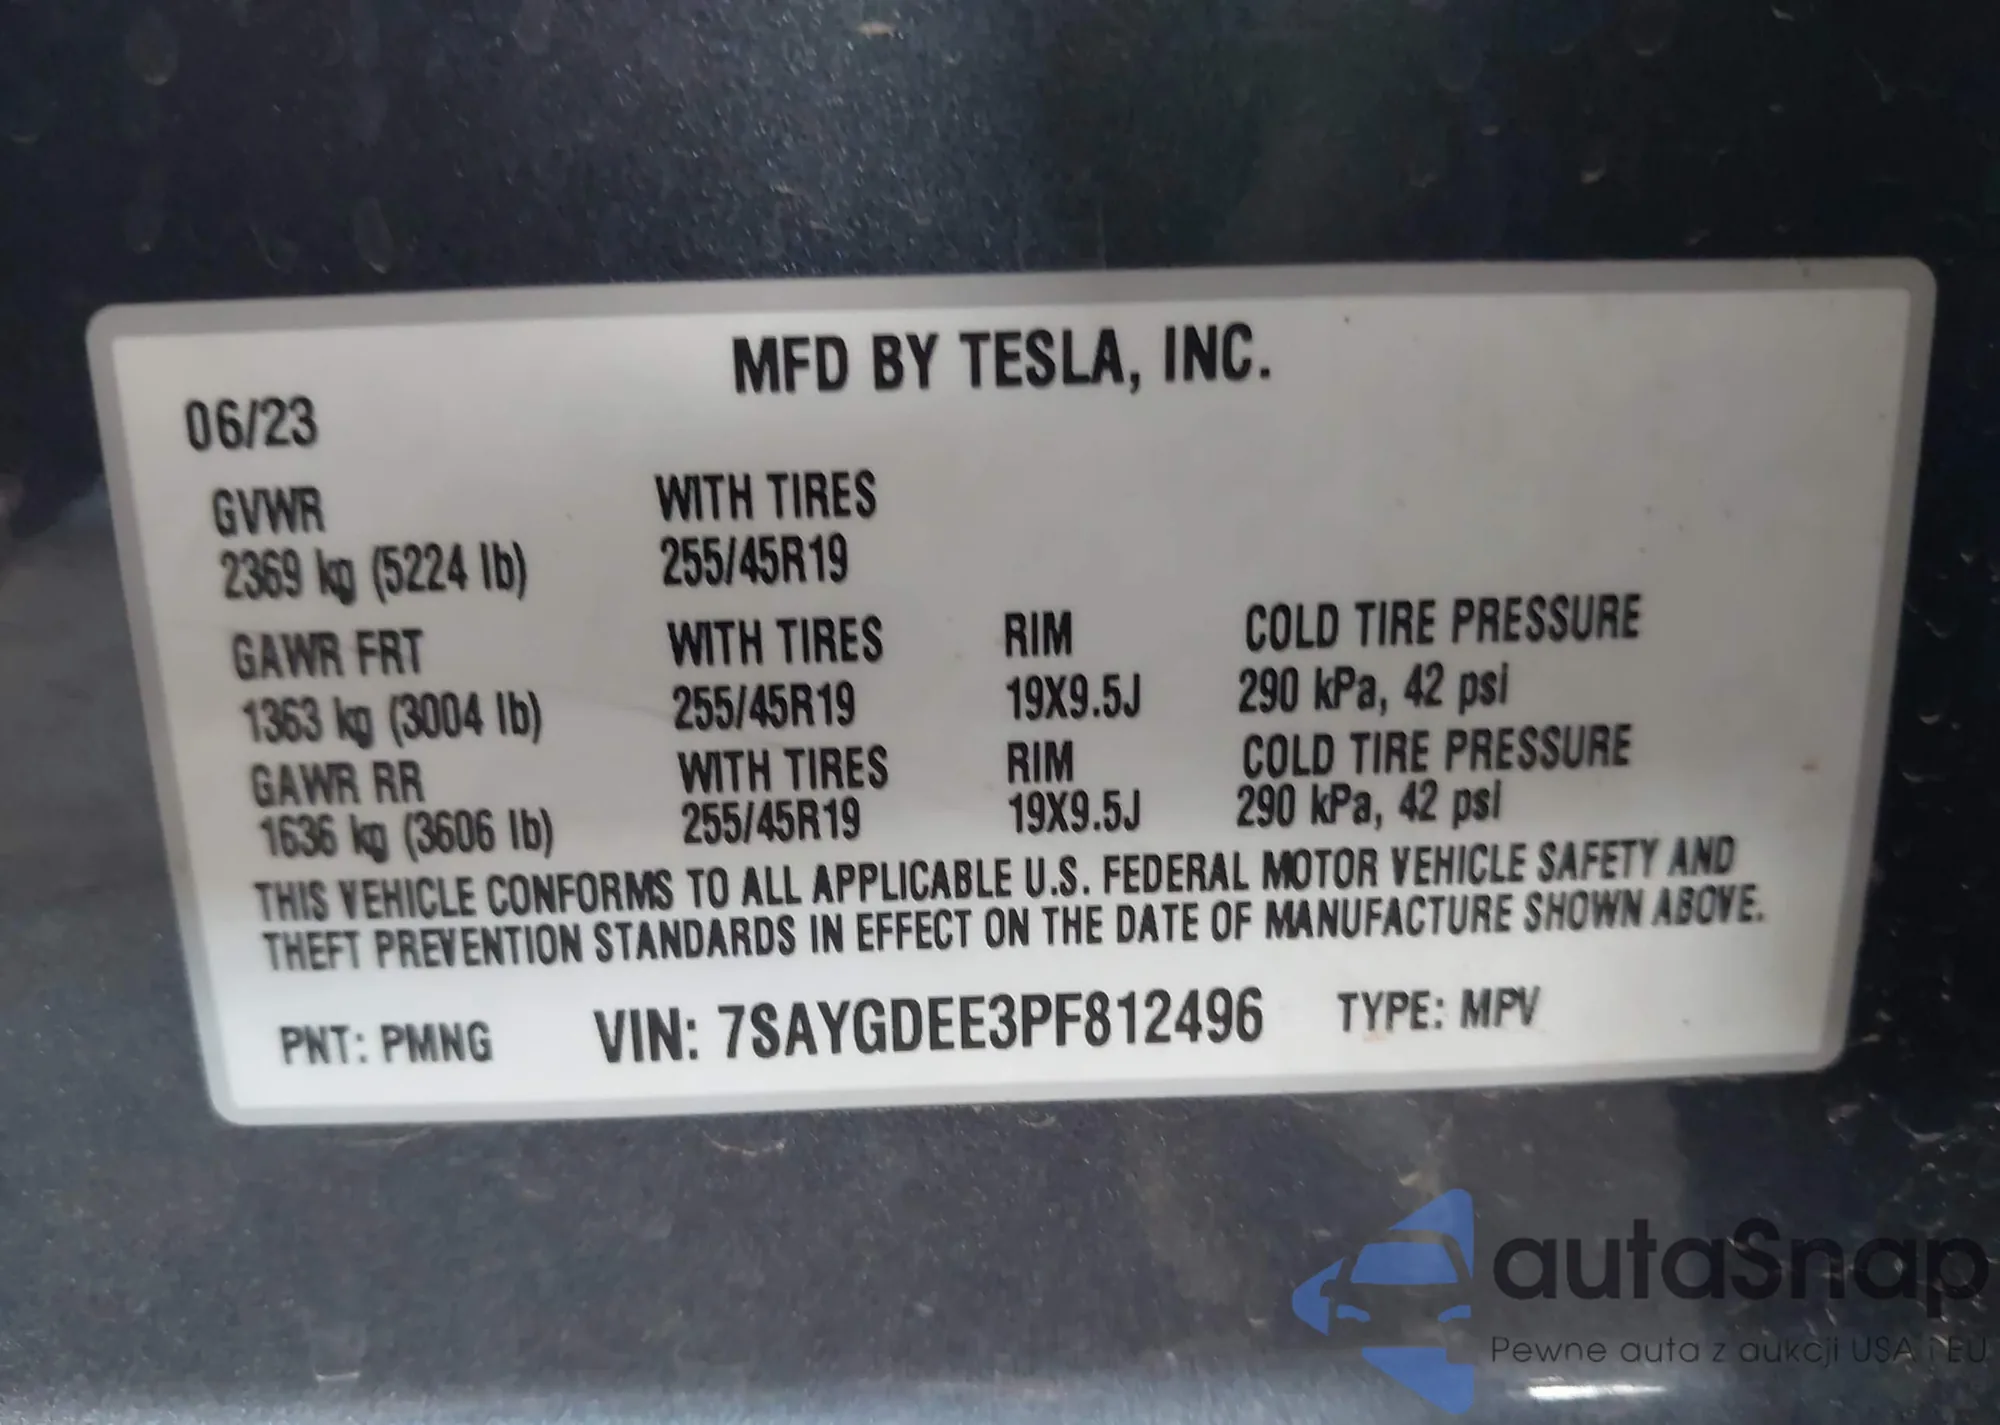 MFD BY TESLA, INC.
06/23
GVWR WITH TIRES
2369 kg (5224 lb) 255/45R19
GAWR FRT WITH TIRES RIM COLD TIRE PRESSURE
1363 kg (3004 lb) 255/45R19 19X9.5J 290 kPa, 42 psi
GAWR RR WITH TIRES RIM COLD TIRE PRESSURE
1636 kg (3606 lb) 255/45R19 19X9.5J 290 kPa, 42 psi
THIS VEHICLE CONFORMS TO ALL APPLICABLE U.S. FEDERAL MOTOR VEHICLE SAFETY AND
THEFT PREVENTION STANDARDS IN EFFECT ON THE DATE OF MANUFACTURE SHOWN ABOVE.
PNT: PMNG VIN: 7SAYGDEE3PF812496 TYPE: MPV
autaSnap
Pewne auta z aukcji USA i EU